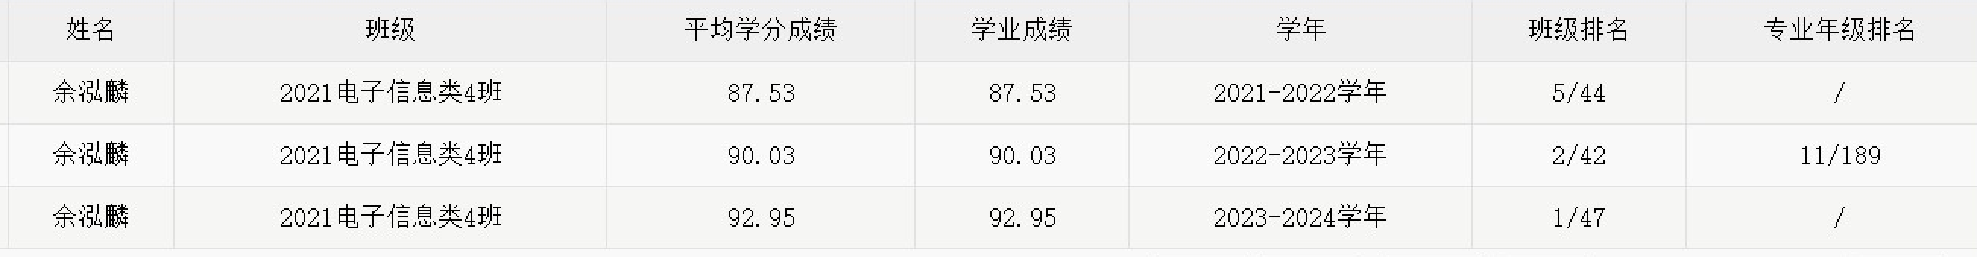 姓名 班级 平均学分成绩 学业成绩 学年 班级排名 专业年级排名
余泓麟 2021电子信息类4班 87.53 87.53 2021-2022学年 5/44 /
余泓麟 2021电子信息类4班 90.03 90.03 2022-2023学年 2/42 11/189
余泓麟 2021电子信息类4班 92.95 92.95 2023-2024学年 1/47 /